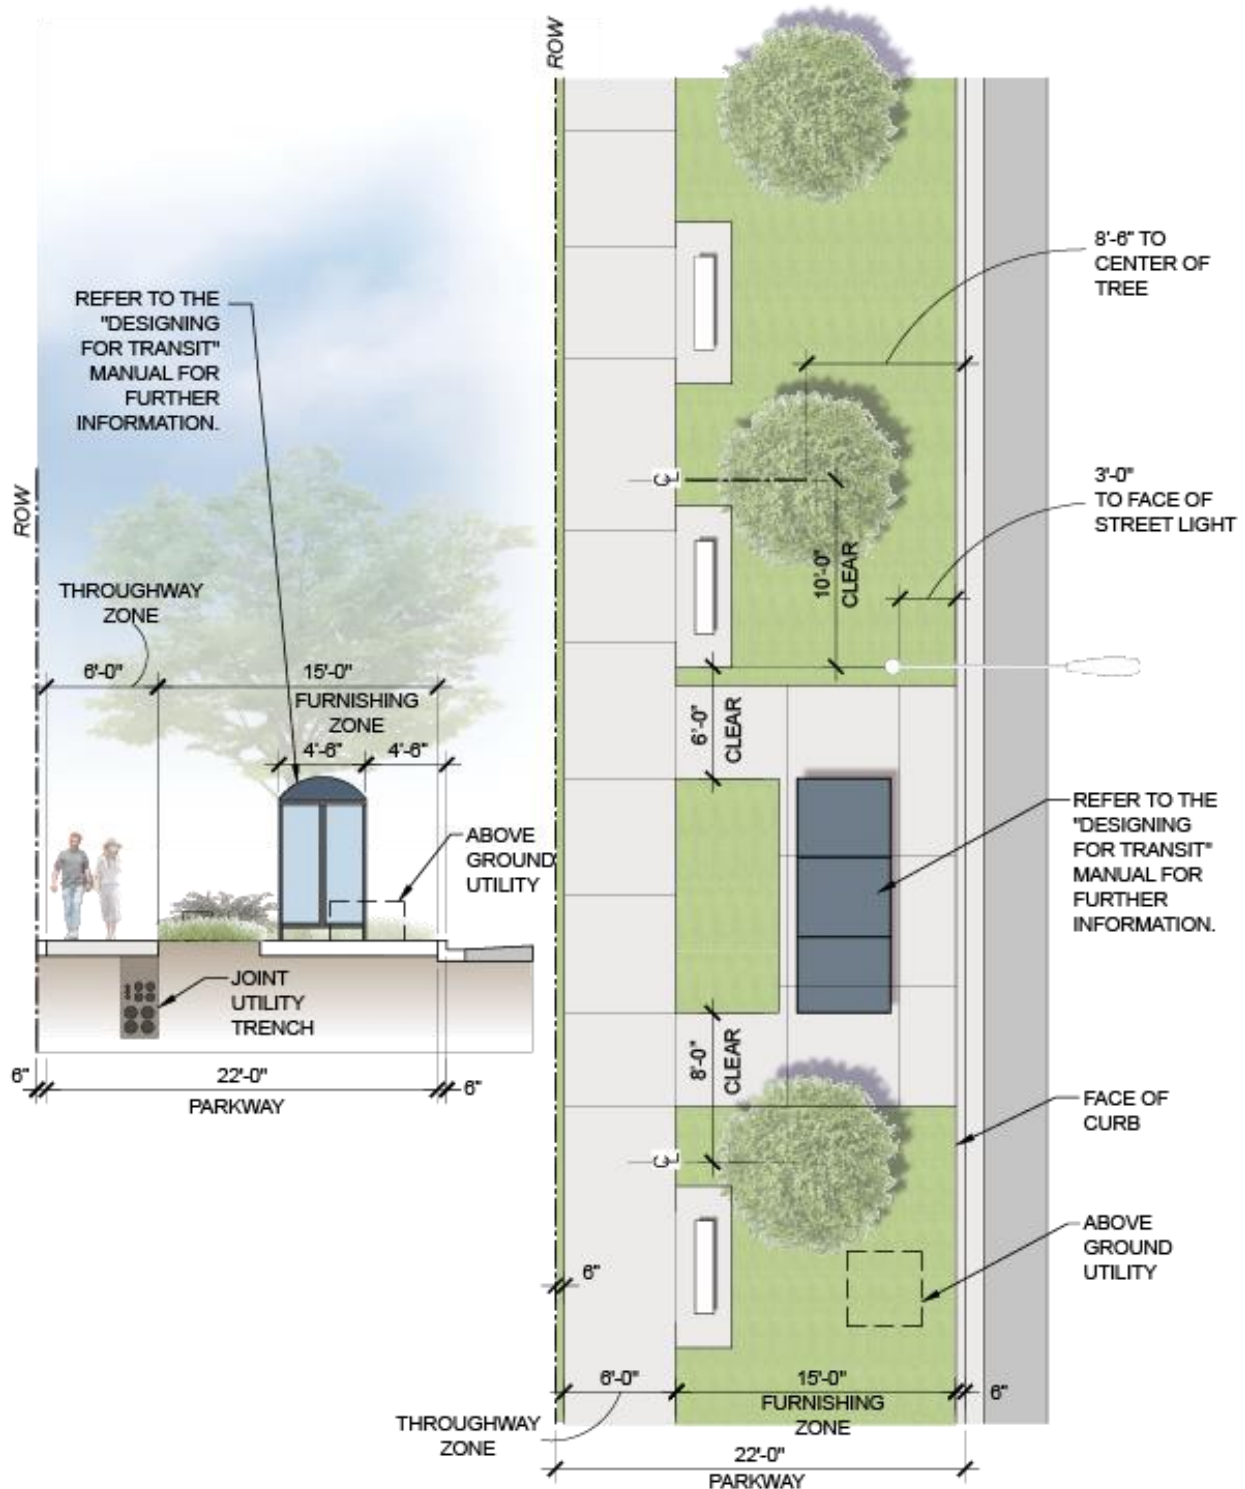 ROW
REFER TO THE
"DESIGNING
FOR TRANSIT"
MANUAL FOR
FURTHER
INFORMATION.
ROW
THROUGHWAY
ZONE
6'-0"
15'-0"
FURNISHING
ZONE
4'-6"
4'-6"
ABOVE
GROUND
UTILITY
JOINT
UTILITY
TRENCH
6"
22'-0"
6"
PARKWAY
8'-6" TO
CENTER OF
TREE
CL
3'-0"
TO FACE OF
STREET LIGHT
10'-0"
CLEAR
6'-0"
CLEAR
REFER TO THE
"DESIGNING
FOR TRANSIT"
MANUAL FOR
FURTHER
INFORMATION.
8'-0"
CLEAR
FACE OF
CURB
CL
ABOVE
GROUND
UTILITY
6"
6'-0"
15'-0"
6"
FURNISHING
ZONE
THROUGHWAY
ZONE
22'-0"
PARKWAY